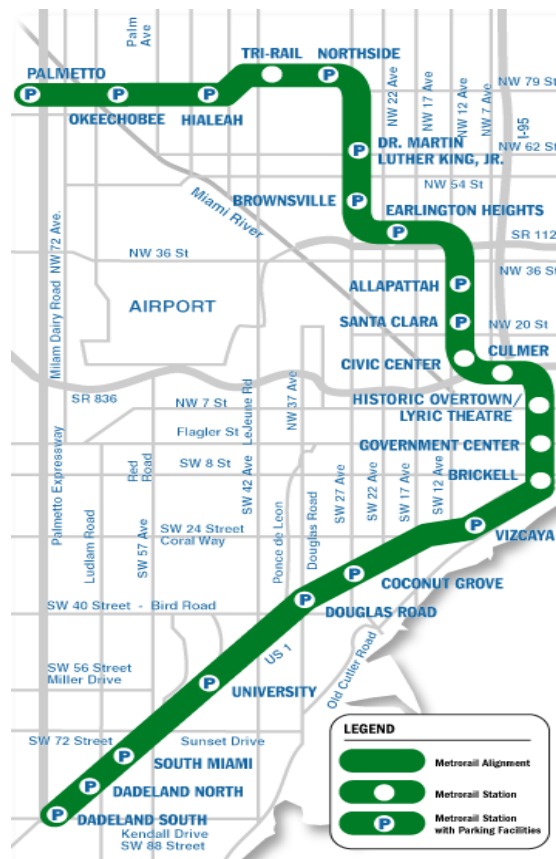 Palm
Ave
TRI-RAIL
NORTHSIDE
PALMETTO
P
P
P
P
OKEECHOBEE
HIALEAH
NW 22 Ave
NW 17 Ave
NW 12 Ave
NW 7 Ave
I-95
NW 79 St
P
DR. MARTIN
LUTHER KING, JR.
NW 62 St
NW 54 St
BROWNSVILLE
P
Miami River
P
EARLINGTON HEIGHTS
SR 112
NW 36 St
NW 36 St
Milam Dairy Road NW 72 Ave.
AIRPORT
ALLAPATTAH
P
SANTA CLARA
P
NW 20 St
CIVIC CENTER
CULMER
SR 836
NW 7 St
LeJeune Rd
NW 37 Ave
HISTORIC OVERTOWN/
LYRIC THEATRE
Flagler St
GOVERNMENT CENTER
Red
Road
SW 8 St
BRICKELL
Palmetto Expressway
Ludlam Road
SW 57 Ave
SW 42 Ave
Ponce de Leon
Douglas Road
SW 27 Ave
SW 22 Ave
SW 17 Ave
SW 12 Ave
SW 24 Street
Coral Way
P
VIZCAYA
P
COCONUT GROVE
SW 40 Street - Bird Road
P
DOUGLAS ROAD
US 1
Old Cutler Road
SW 56 Street
Miller Drive
P
UNIVERSITY
SW 72 Street
Sunset Drive
P
SOUTH MIAMI
P
DADELAND NORTH
P
DADELAND SOUTH
Kendall Drive
SW 88 Street
LEGEND
Metrorail Alignment
Metrorail Station
P
Metrorail Station
with Parking Facilities